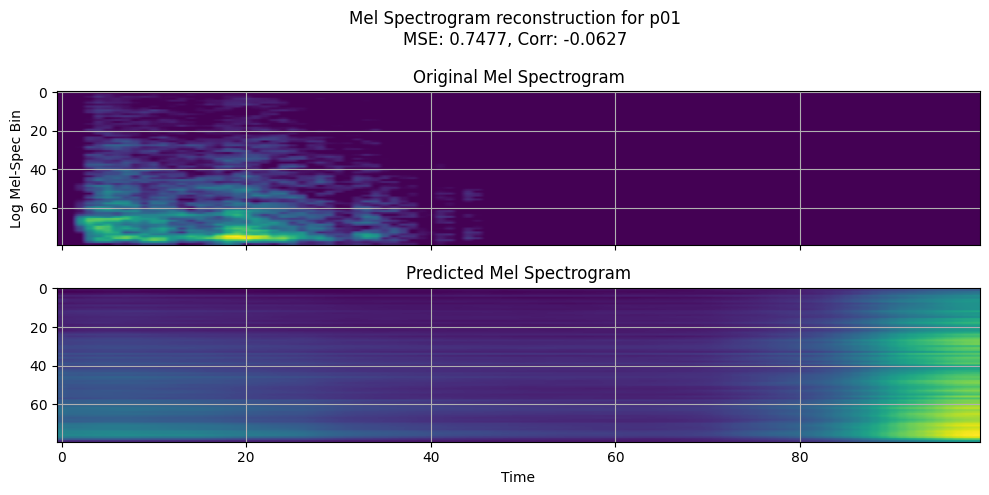 Mel Spectrogram reconstruction for p01
MSE: 0.7477, Corr: -0.0627
Original Mel Spectrogram
Log Mel-Spec Bin
0
20
40
60
Predicted Mel Spectrogram
0
20
40
60
0 20 40 60 80
Time